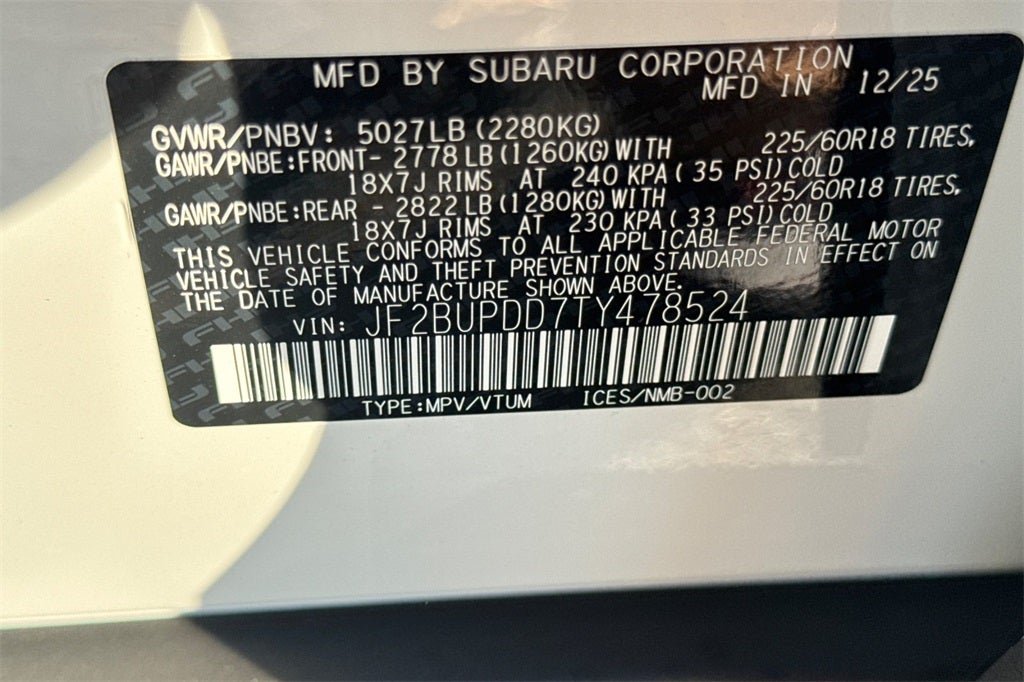 MFD BY SUBARU CORPORATION
MFD IN 12/25
GVWR/PNBV: 5027LB (2280KG)
GAWR/PNBE:FRONT- 2778LB (1260KG) WITH 225/60R18 TIRES,
18X7J RIMS AT 240 KPA ( 35 PSI) COLD
GAWR/PNBE:REAR - 2822LB (1280KG) WITH 225/60R18 TIRES,
18X7J RIMS AT 230 KPA ( 33 PSI) COLD
THIS VEHICLE CONFORMS TO ALL APPLICABLE FEDERAL MOTOR
VEHICLE SAFETY AND THEFT PREVENTION STANDARDS IN EFFECT ON
THE DATE OF MANUFACTURE SHOWN ABOVE.
VIN: JF2BUPDD7TY478524
TYPE:MPV/VTUM ICES/NMB-002